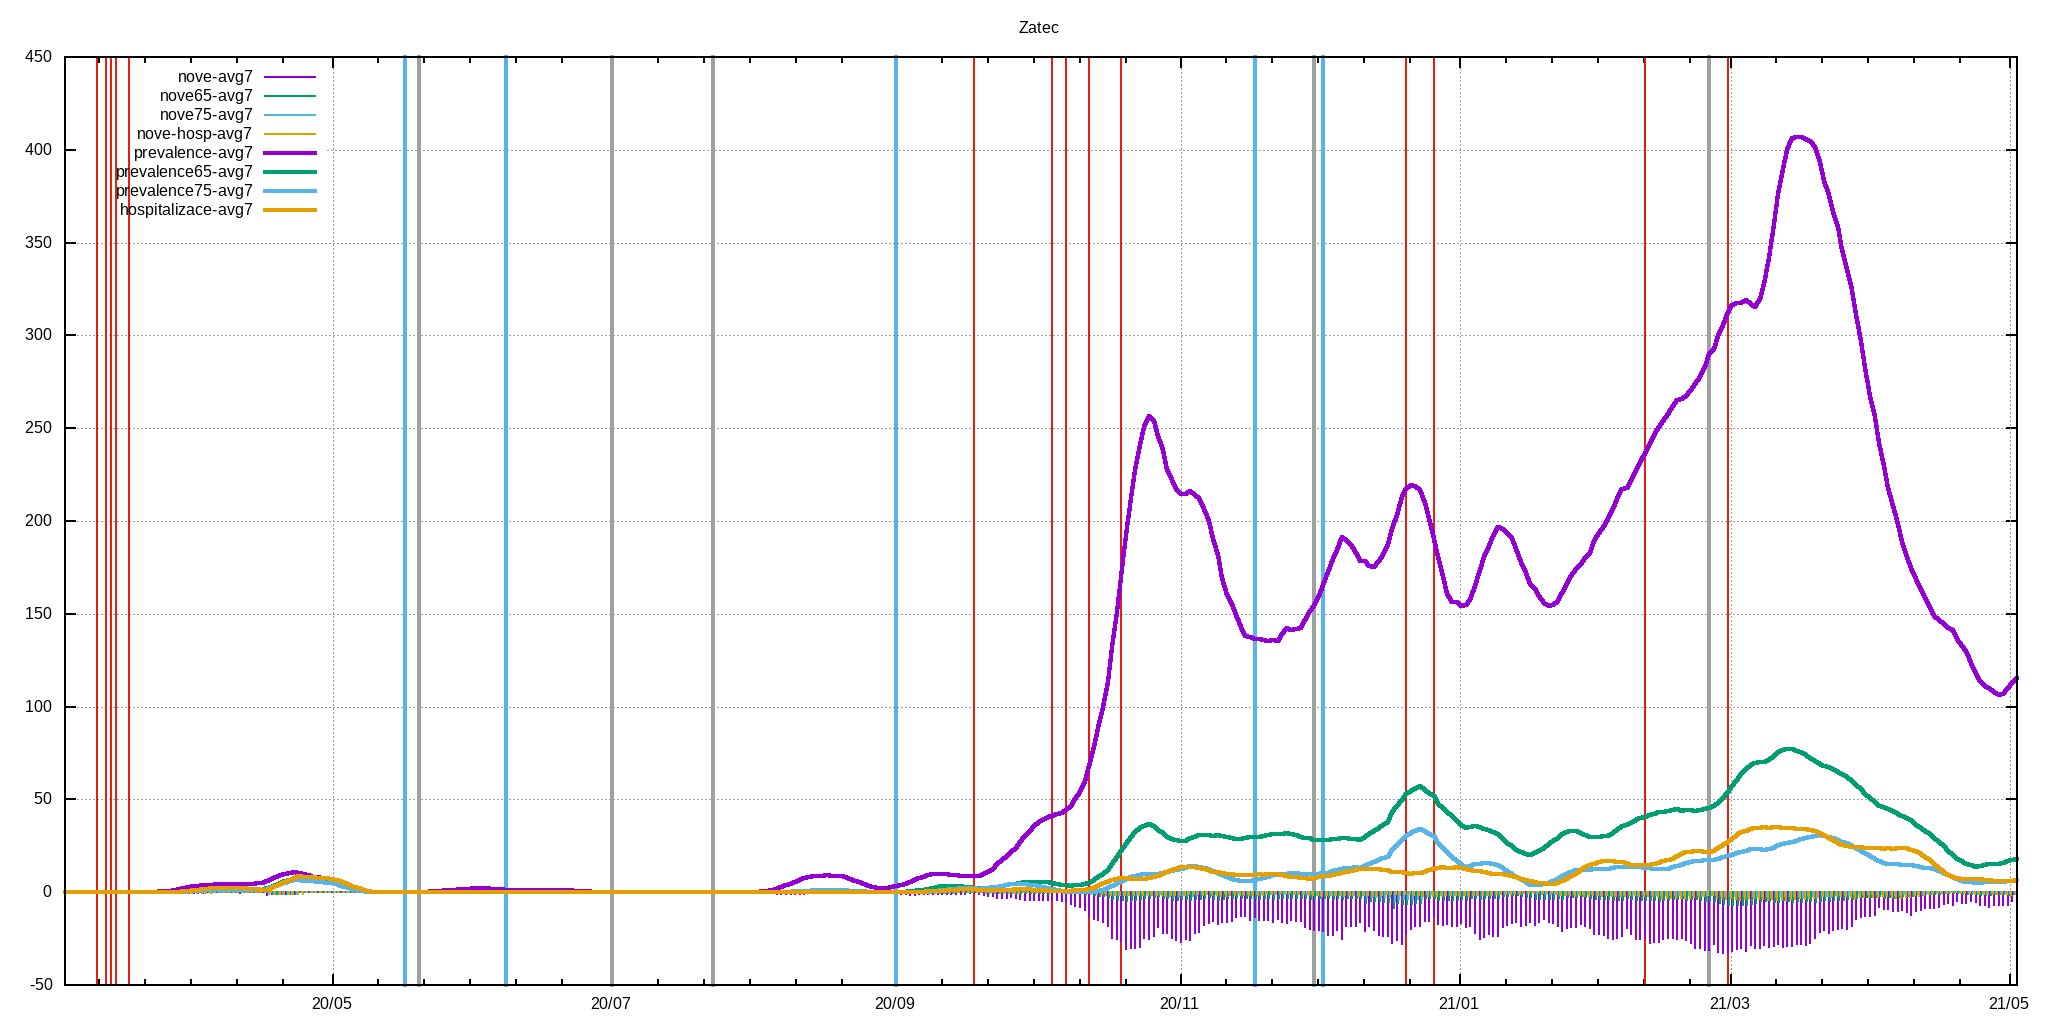 Zatec
450
400
350
300
250
200
150
100
50
0
-50
nove-avg7
nove65-avg7
nove75-avg7
nove-hosp-avg7
prevalence-avg7
prevalence65-avg7
prevalence75-avg7
hospitalizace-avg7
20/05 20/07 20/09 20/11 21/01 21/03 21/05